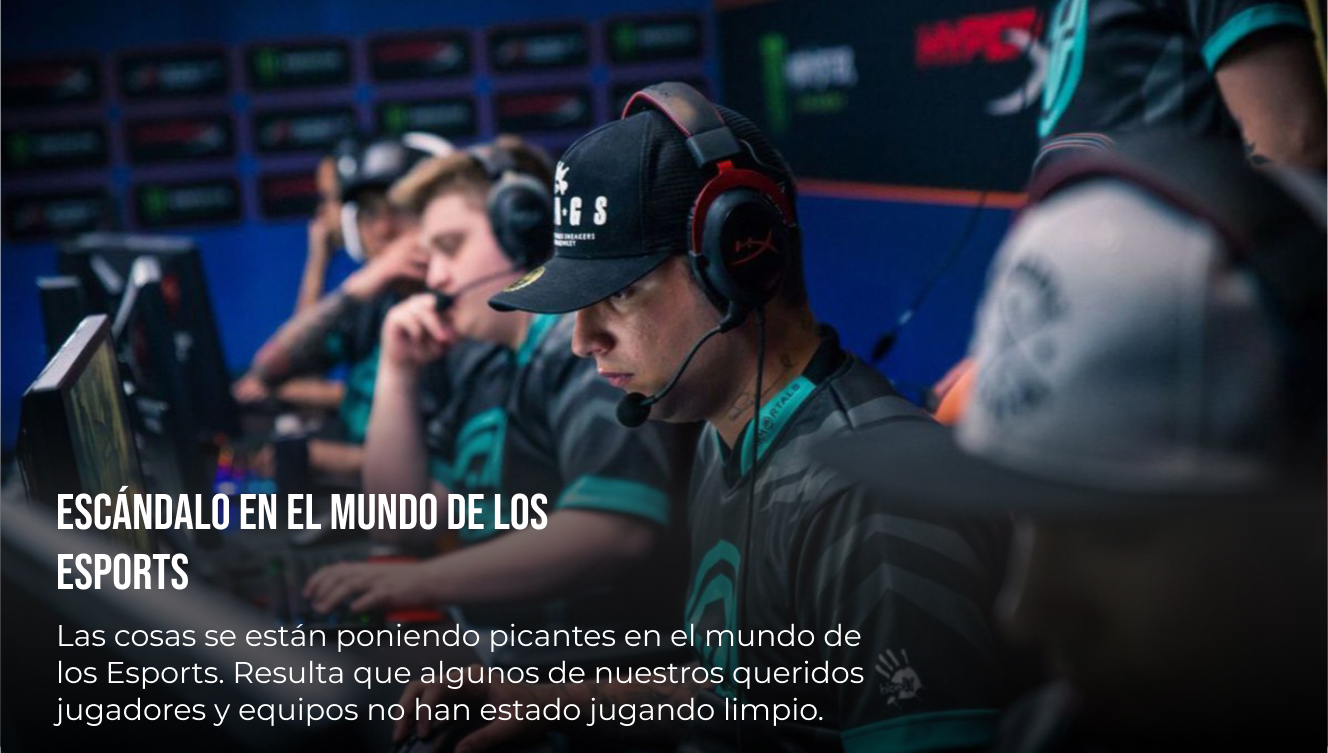 HYPERX
ESCÁNDALO EN EL MUNDO DE LOS
ESPORTS
Las cosas se están poniendo picantes en el mundo de
los Esports. Resulta que algunos de nuestros queridos
jugadores y equipos no han estado jugando limpio.